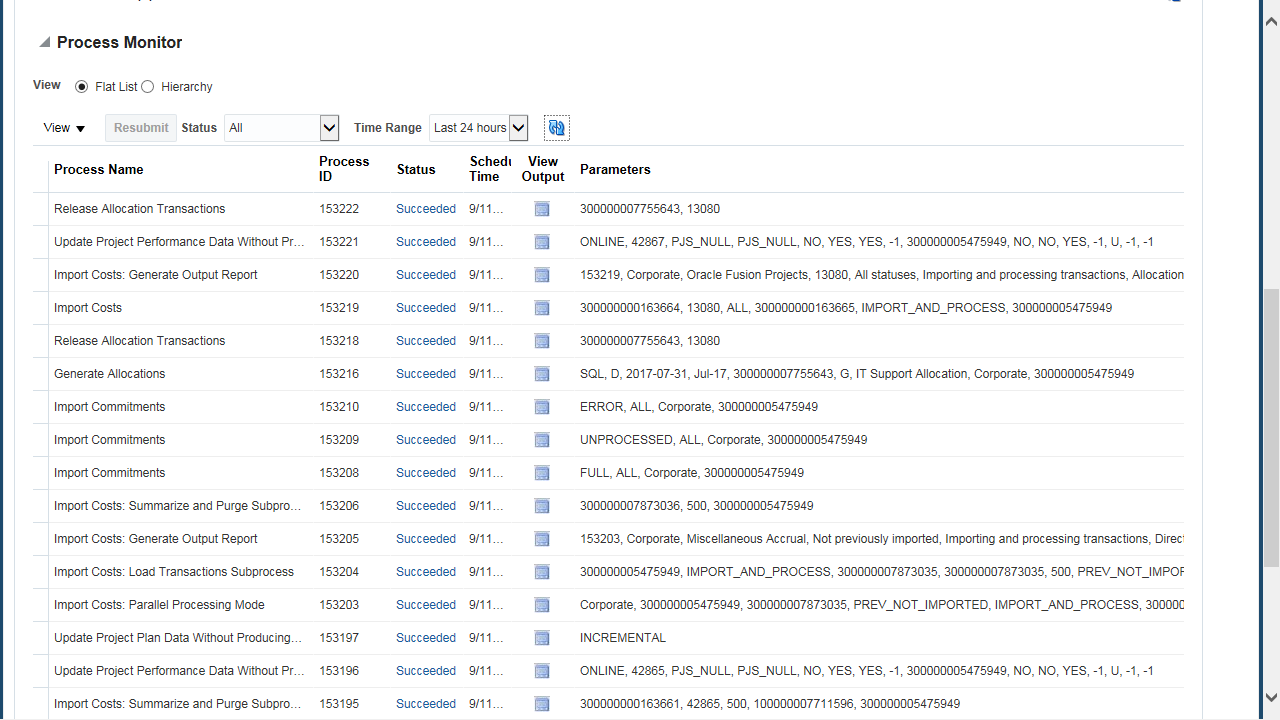 Process Monitor
View Flat List Hierarchy
View Resubmit Status All Time Range Last 24 hours
Process Name Process ID Status Schedu Time View Output Parameters
Release Allocation Transactions 153222 Succeeded 9/11... 300000007755643, 13080
Update Project Performance Data Without Pr... 153221 Succeeded 9/11... ONLINE, 42867, PJS_NULL, PJS_NULL, NO, YES, YES, -1, 300000005475949, NO, NO, YES, -1, U, -1, -1
Import Costs: Generate Output Report 153220 Succeeded 9/11... 153219, Corporate, Oracle Fusion Projects, 13080, All statuses, Importing and processing transactions, Allocation
Import Costs 153219 Succeeded 9/11... 300000000163664, 13080, ALL, 300000000163665, IMPORT_AND_PROCESS, 300000005475949
Release Allocation Transactions 153218 Succeeded 9/11... 300000007755643, 13080
Generate Allocations 153216 Succeeded 9/11... SQL, D, 2017-07-31, Jul-17, 300000007755643, G, IT Support Allocation, Corporate, 300000005475949
Import Commitments 153210 Succeeded 9/11... ERROR, ALL, Corporate, 300000005475949
Import Commitments 153209 Succeeded 9/11... UNPROCESSED, ALL, Corporate, 300000005475949
Import Commitments 153208 Succeeded 9/11... FULL, ALL, Corporate, 300000005475949
Import Costs: Summarize and Purge Subpro... 153206 Succeeded 9/11... 300000007873036, 500, 300000005475949
Import Costs: Generate Output Report 153205 Succeeded 9/11... 153203, Corporate, Miscellaneous Accrual, Not previously imported, Importing and processing transactions, Direct
Import Costs: Load Transactions Subprocess 153204 Succeeded 9/11... 300000005475949, IMPORT_AND_PROCESS, 300000007873035, 300000007873035, 500, PREV_NOT_IMPOR
Import Costs: Parallel Processing Mode 153203 Succeeded 9/11... Corporate, 300000005475949, 300000007873035, PREV_NOT_IMPORTED, IMPORT_AND_PROCESS, 300000
Update Project Plan Data Without Producing... 153197 Succeeded 9/11... INCREMENTAL
Update Project Performance Data Without Pr... 153196 Succeeded 9/11... ONLINE, 42865, PJS_NULL, PJS_NULL, NO, YES, YES, -1, 300000005475949, NO, NO, YES, -1, U, -1, -1
Import Costs: Summarize and Purge Subpro... 153195 Succeeded 9/11... 300000000163661, 42865, 500, 100000007711596, 300000005475949